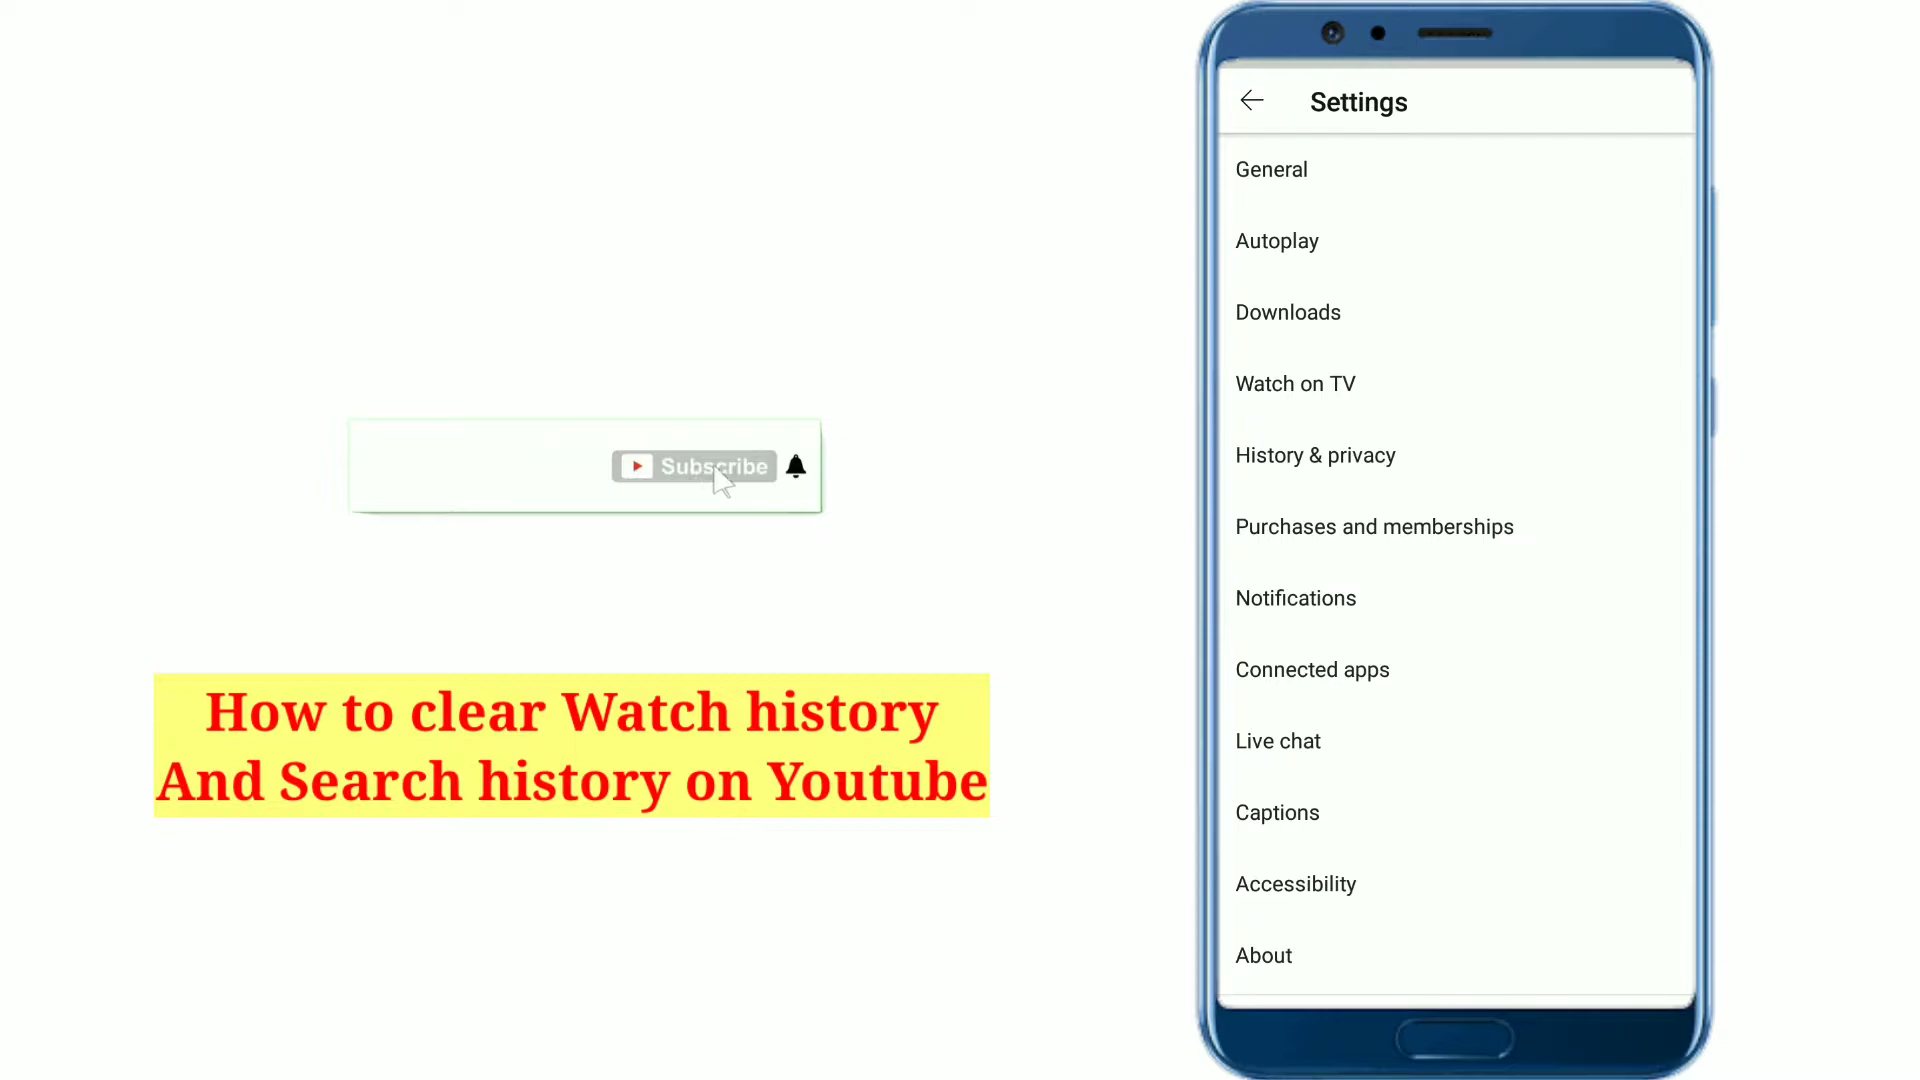 Subscribe
How to clear Watch history
And Search history on Youtube
Settings
General
Autoplay
Downloads
Watch on TV
History & privacy
Purchases and memberships
Notifications
Connected apps
Live chat
Captions
Accessibility
About